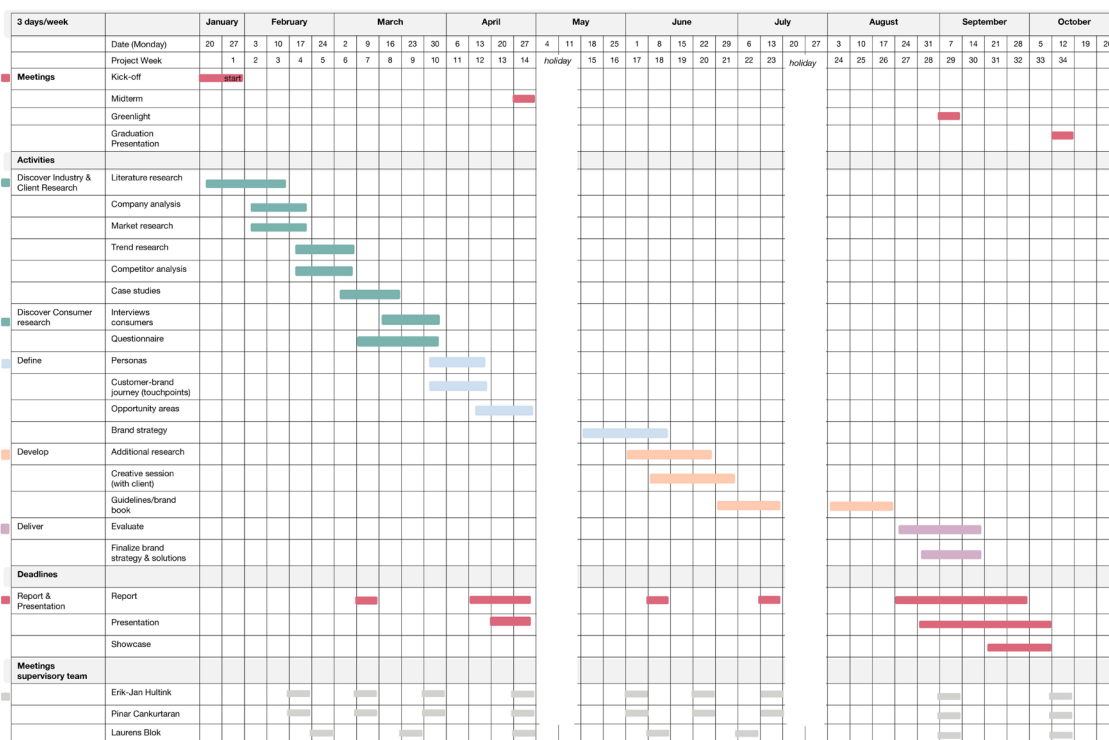 3 days/week January February March April May June July August September October
Date (Monday) 20 27 3 10 17 24 2 9 16 23 30 6 13 20 27 4 11 18 25 1 8 15 22 29 6 13 20 27 3 10 17 24 31 7 14 21 28 5 12 19
Project Week 1 2 3 4 5 6 7 8 9 10 11 12 13 14 holiday 15 16 17 18 19 20 21 22 23 holiday 24 25 26 27 28 29 30 31 32 33 34
Meetings Kick-off start
Midterm
Greenlight
Graduation
Presentation
Activities
Discover Industry & Literature research
Client Research
Company analysis
Market research
Trend research
Competitor analysis
Case studies
Discover Consumer Interviews
research consumers
Questionnaire
Define Personas
Customer-brand
journey (touchpoints)
Opportunity areas
Brand strategy
Develop Additional research
Creative session
(with client)
Guidelines/brand
book
Deliver Evaluate
Finalize brand
strategy & solutions
Deadlines
Report & Report
Presentation
Presentation
Showcase
Meetings
supervisory team
Erik-Jan Hultink
Pinar Cankurtaran
Laurens Blok